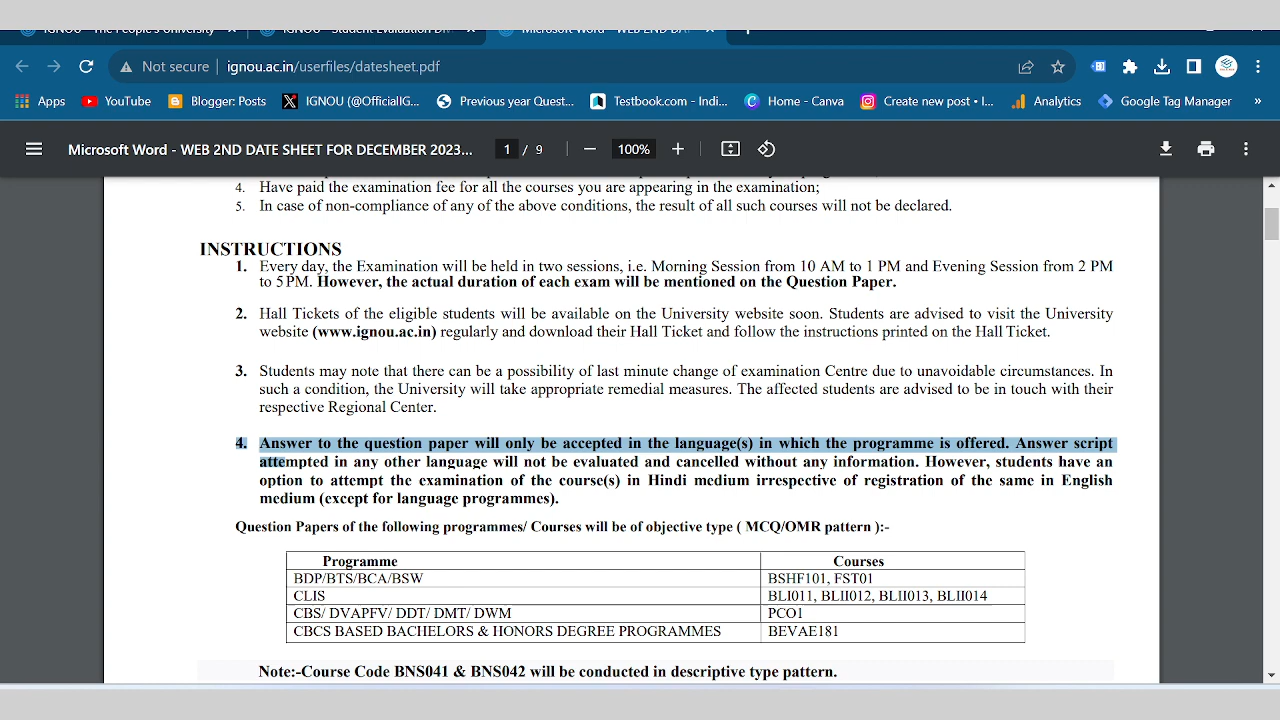 IGNOU - The People's University
IGNOU - Student Evaluation Di
Microsoft Word - WEB 2ND DAT
Not secure
ignou.ac.in/userfiles/datesheet.pdf
Apps
YouTube
Blogger: Posts
IGNOU (@OfficialIG...
Previous year Quest...
Testbook.com - Indi...
Home - Canva
Create new post • I...
Analytics
Google Tag Manager
»
Microsoft Word - WEB 2ND DATE SHEET FOR DECEMBER 2023...
1 / 9
100%
4. Have paid the examination fee for all the courses you are appearing in the examination;
5. In case of non-compliance of any of the above conditions, the result of all such courses will not be declared.
INSTRUCTIONS
1. Every day, the Examination will be held in two sessions, i.e. Morning Session from 10 AM to 1 PM and Evening Session from 2 PM
to 5 PM. However, the actual duration of each exam will be mentioned on the Question Paper.
2. Hall Tickets of the eligible students will be available on the University website soon. Students are advised to visit the University
website (www.ignou.ac.in) regularly and download their Hall Ticket and follow the instructions printed on the Hall Ticket.
3. Students may note that there can be a possibility of last minute change of examination Centre due to unavoidable circumstances. In
such a condition, the University will take appropriate remedial measures. The affected students are advised to be in touch with their
respective Regional Center.
4. Answer to the question paper will only be accepted in the language(s) in which the programme is offered. Answer script
attempted in any other language will not be evaluated and cancelled without any information. However, students have an
option to attempt the examination of the course(s) in Hindi medium irrespective of registration of the same in English
medium (except for language programmes).
Question Papers of the following programmes/ Courses will be of objective type ( MCQ/OMR pattern ):-
Programme Courses
BDP/BTS/BCA/BSW BSHF101, FST01
CLIS BLI011, BLII012, BLII013, BLII014
CBS/ DVAPFV/ DDT/ DMT/ DWM PCO1
CBCS BASED BACHELORS & HONORS DEGREE PROGRAMMES BEVAE181
Note:-Course Code BNS041 & BNS042 will be conducted in descriptive type pattern.